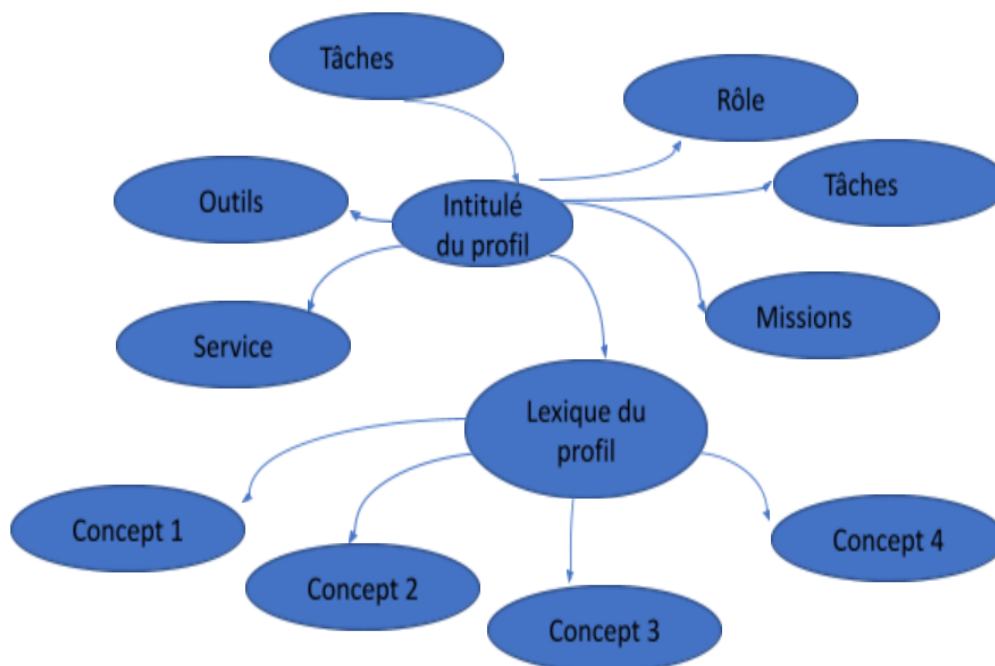 Tâches
Rôle
Outils
Intitulé
du profil
Tâches
Service
Missions
Lexique du
profil
Concept 1
Concept 2
Concept 3
Concept 4